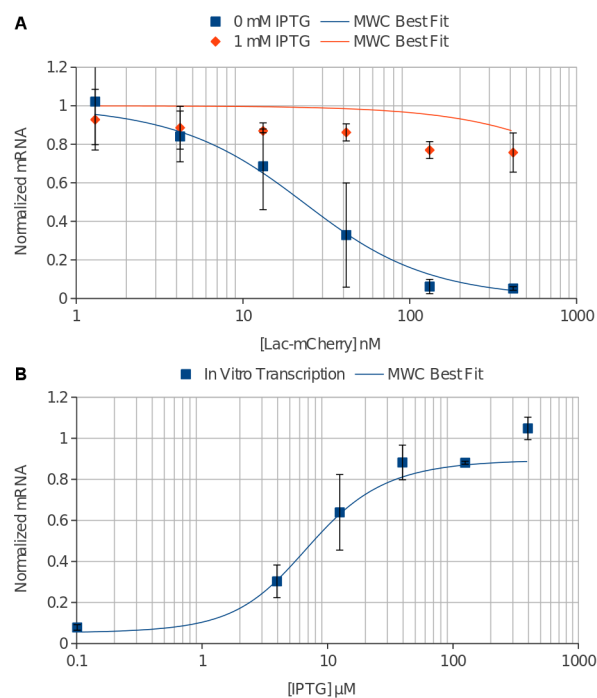 A
0 mM IPTG MWC Best Fit
1 mM IPTG MWC Best Fit
Normalized mRNA
1.2
1
0.8
0.6
0.4
0.2
0
1 10 100 1000
[Lac-mCherry] nM
B
In Vitro Transcription MWC Best Fit
Normalized mRNA
1.2
1
0.8
0.6
0.4
0.2
0
0.1 1 10 100 1000
[IPTG] µM